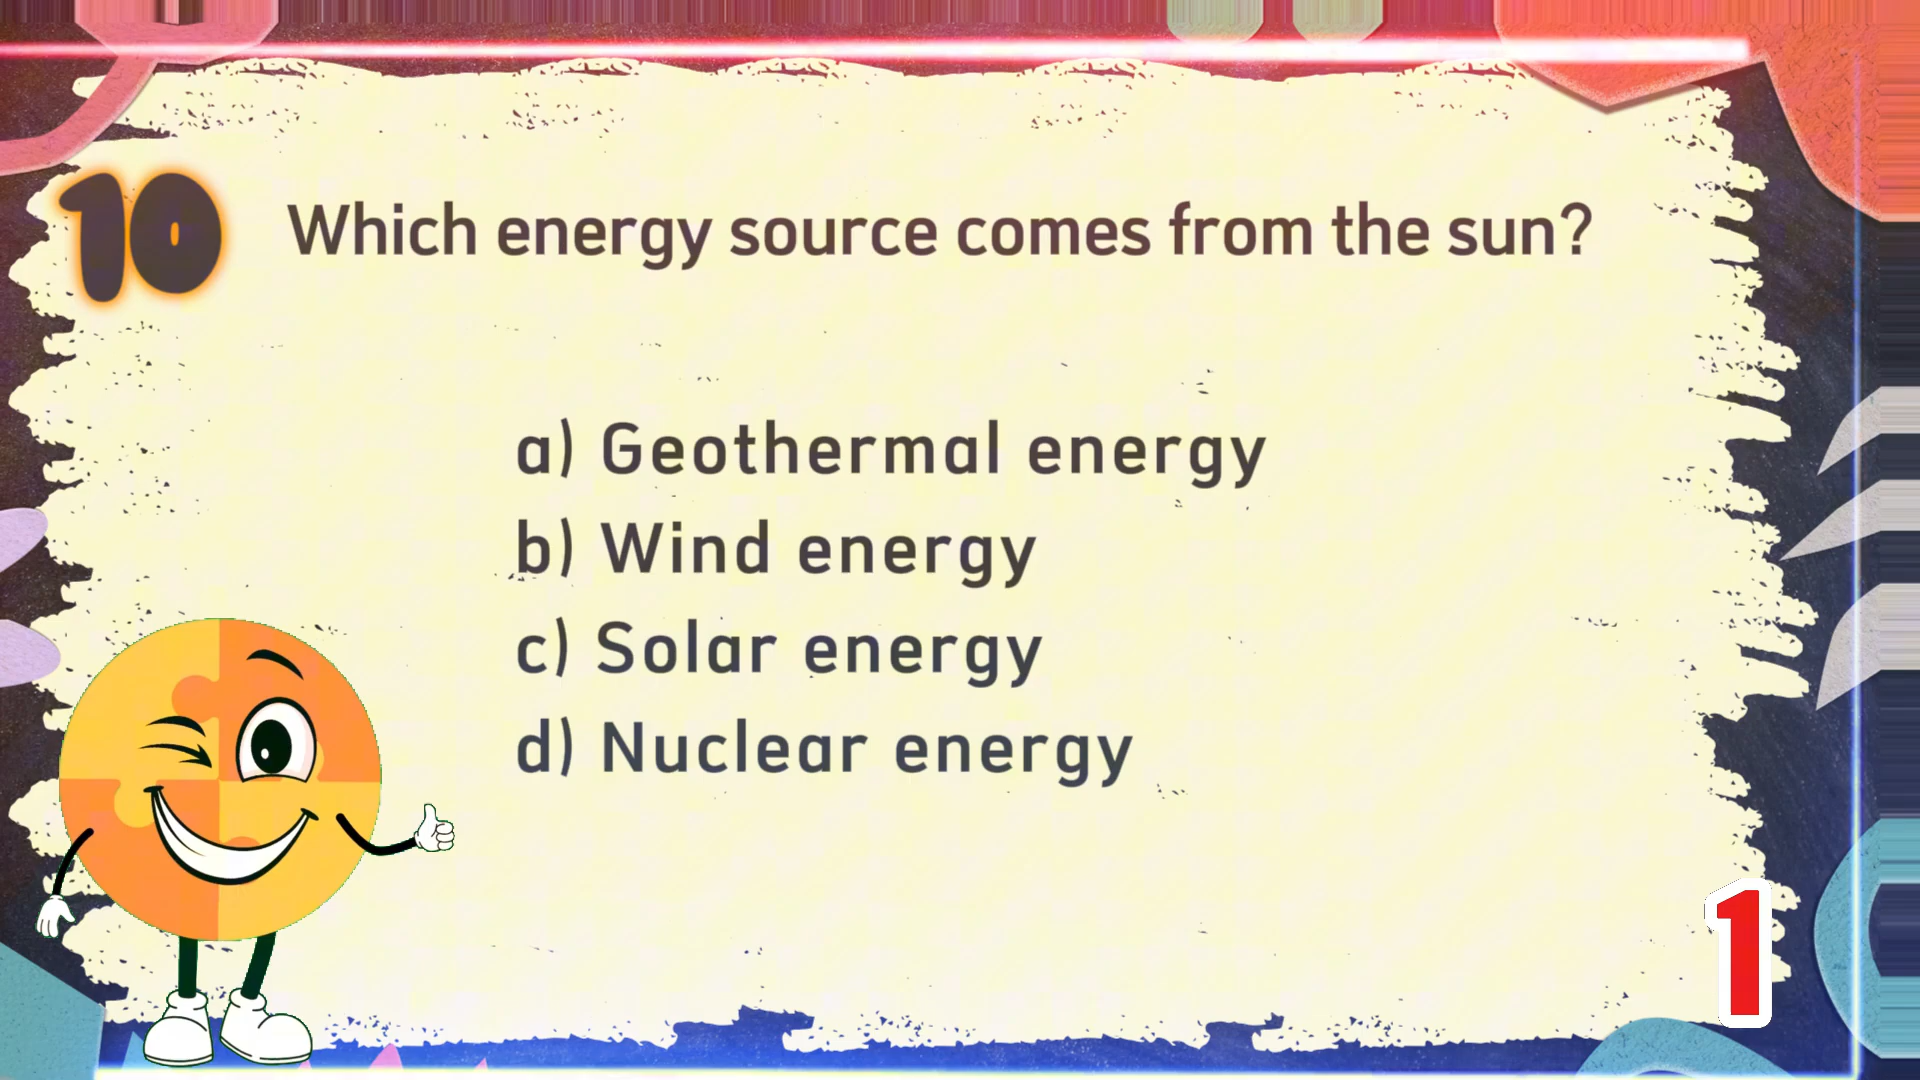 10 Which energy source comes from the sun?
a) Geothermal energy
b) Wind energy
c) Solar energy
d) Nuclear energy
1